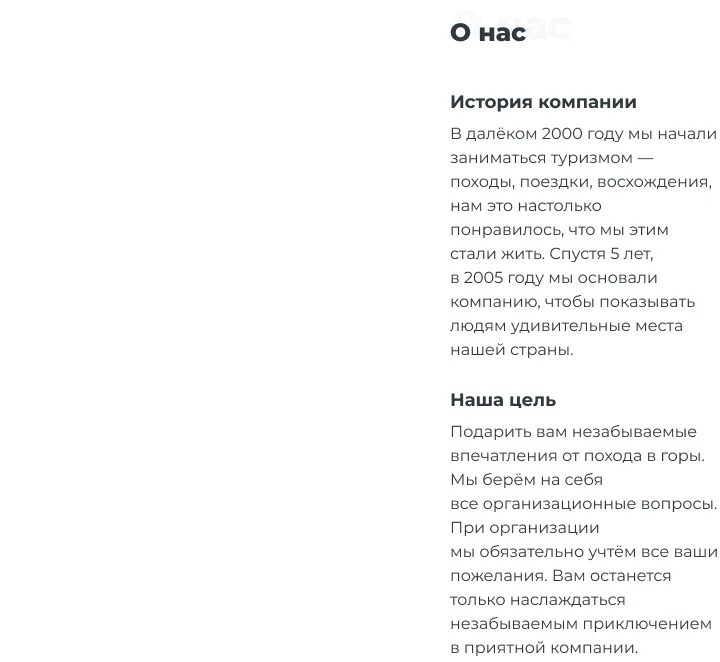 О нас
История компании
В далёком 2000 году мы начали
заниматься туризмом —
походы, поездки, восхождения,
нам это настолько
понравилось, что мы этим
стали жить. Спустя 5 лет,
в 2005 году мы основали
компанию, чтобы показывать
людям удивительные места
нашей страны.
Наша цель
Подарить вам незабываемые
впечатления от похода в горы.
Мы берём на себя
все организационные вопросы.
При организации
мы обязательно учтём все ваши
пожелания. Вам останется
только наслаждаться
незабываемым приключением
в приятной компании.